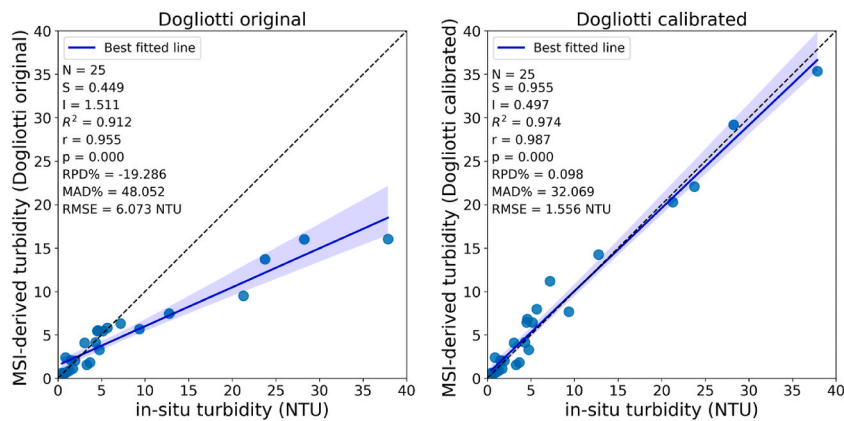 Dogliotti original
MSI-derived turbidity (Dogliotti original)
40
35
30
25
20
15
10
5
0
Best fitted line
N = 25
S = 0.449
I = 1.511
R² = 0.912
r = 0.955
p = 0.000
RPD% = -19.286
MAD% = 48.052
RMSE = 6.073 NTU
0 5 10 15 20 25 30 35 40
in-situ turbidity (NTU)
Dogliotti calibrated
MSI-derived turbidity (Dogliotti calibrated)
40
35
30
25
20
15
10
5
0
Best fitted line
N = 25
S = 0.955
I = 0.497
R² = 0.974
r = 0.987
p = 0.000
RPD% = 0.098
MAD% = 32.069
RMSE = 1.556 NTU
0 5 10 15 20 25 30 35 40
in-situ turbidity (NTU)